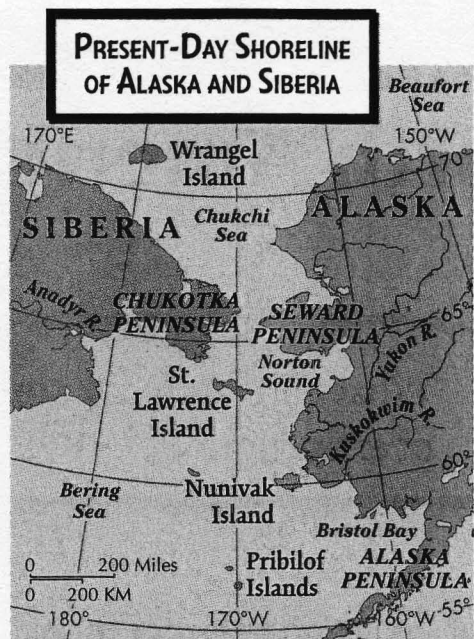 PRESENT-DAY SHORELINE
OF ALASKA AND SIBERIA
Beaufort
Sea
170°E
150°W
70°
Wrangel
Island
SIBERIA
Chukchi
Sea
ALASKA
Anadyr R.
CHUKOTKA
PENINSULA
SEWARD
PENINSULA
65°
Yukon R.
Norton
Sound
St.
Lawrence
Island
Kuskokwim R.
60°
Bering
Sea
Nunivak
Island
Bristol Bay
0 200 Miles
0 200 KM
Pribilof
Islands
ALASKA
PENINSULA
180°
170°W
160°W
55°